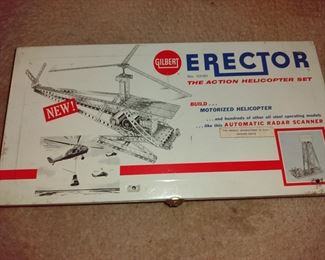 GILBERT
ERECTOR
THE ACTION HELICOPTER SET
NEW!
BUILD...
MOTORIZED HELICOPTER
...and hundreds of other all steel operating models
...like this AUTOMATIC RADAR SCANNER